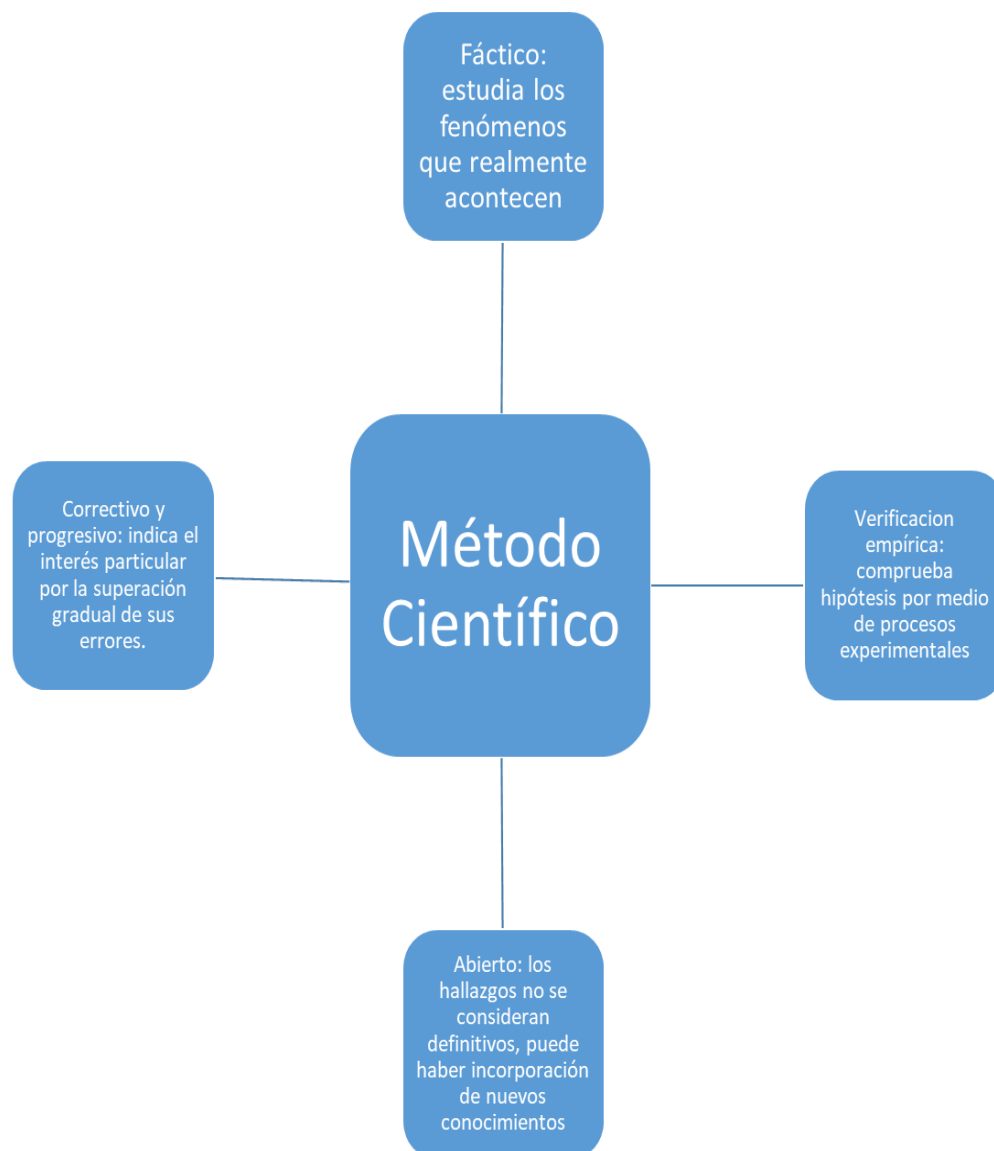 Fáctico:
estudia los
fenómenos
que realmente
acontecen
Correctivo y
progresivo: indica el
interés particular
por la superación
gradual de sus
errores.
Método
Científico
Verificacion
empírica:
comprueba
hipótesis por medio
de procesos
experimentales
Abierto: los
hallazgos no se
consideran
definitivos, puede
haber incorporación
de nuevos
conocimientos